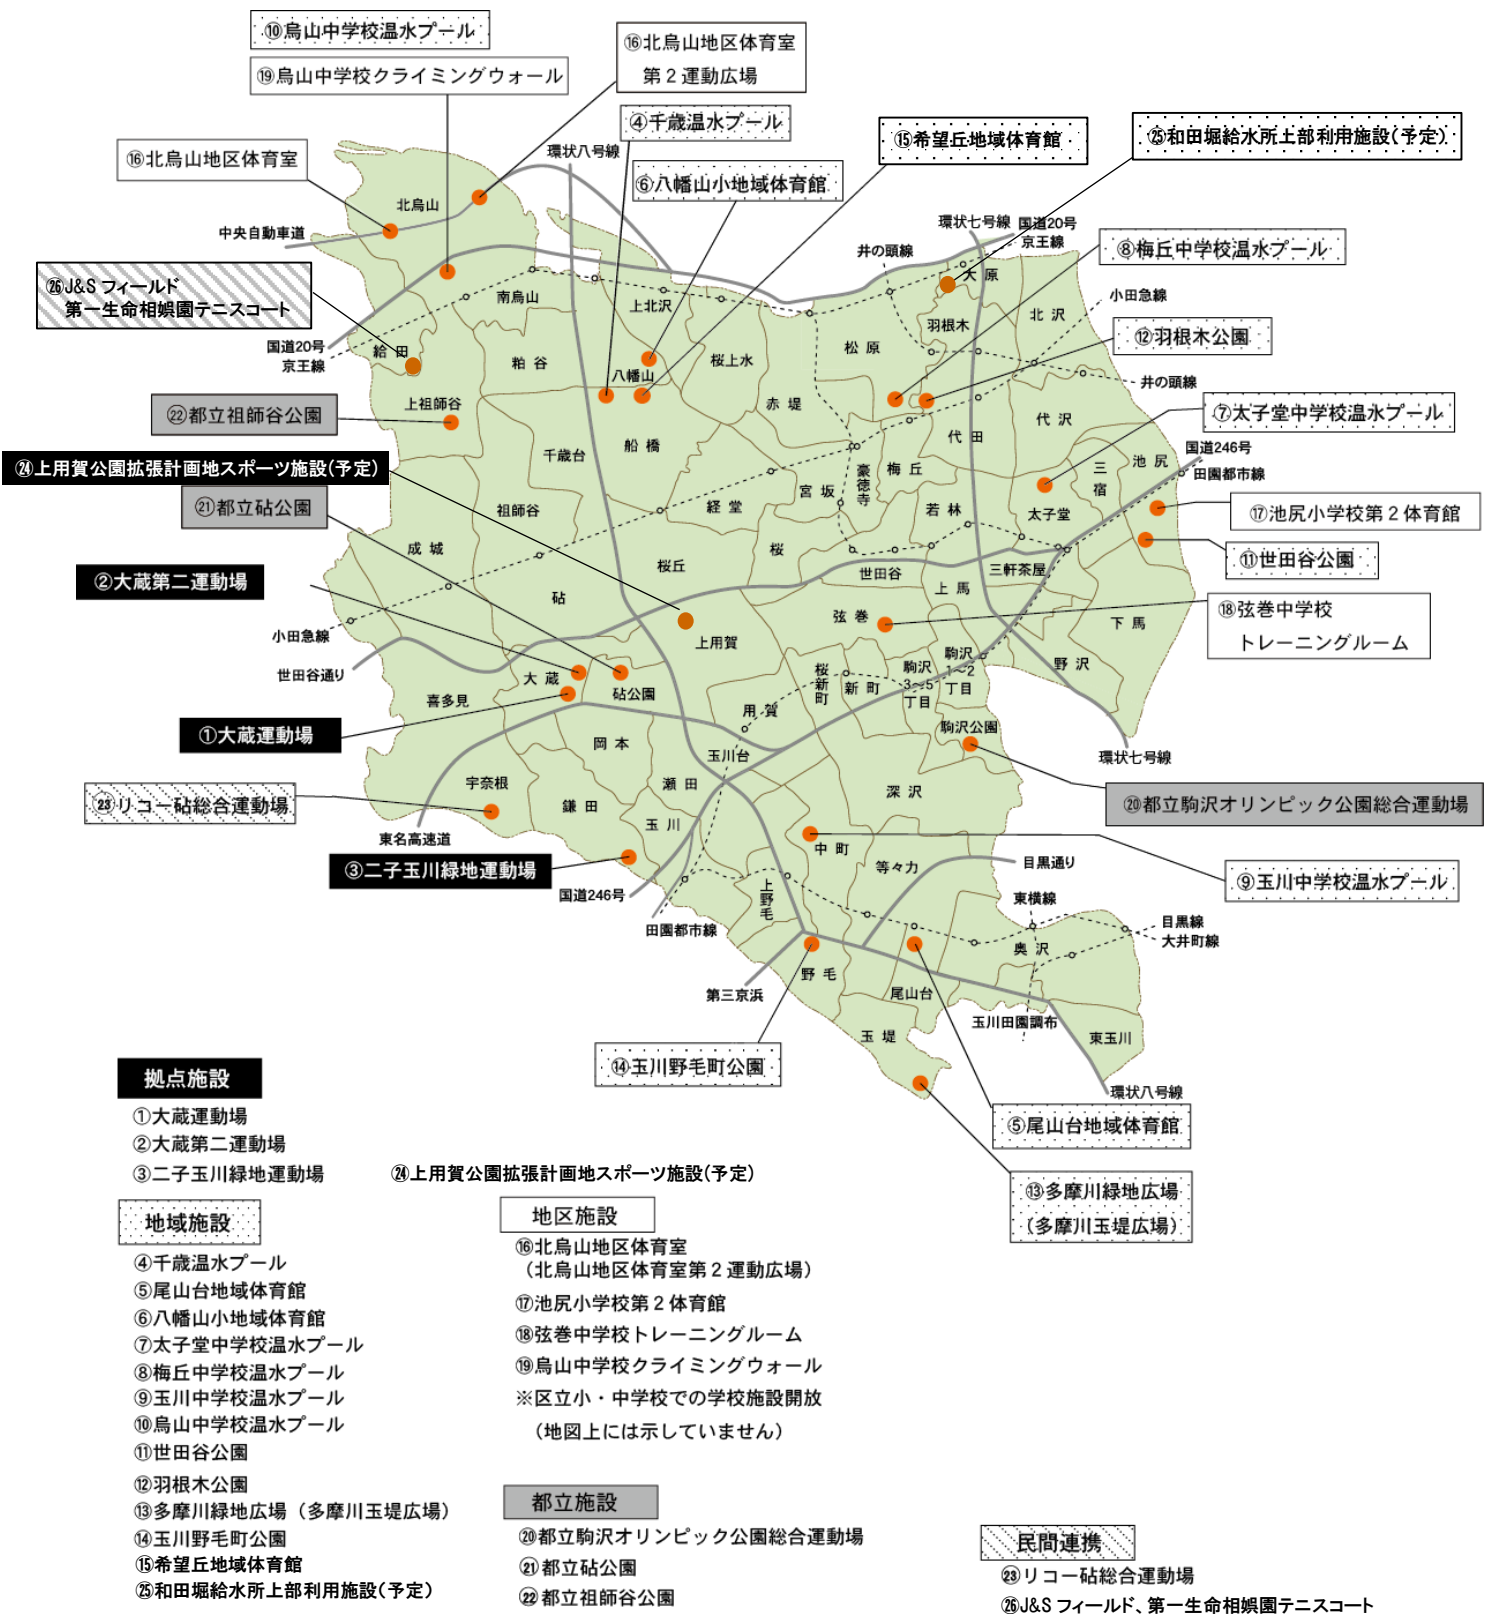 ⑩烏山中学校温水プール
⑲烏山中学校クライミングウォール
⑯北烏山地区体育室
第2運動広場
④千歳温水プール
⑮希望丘地域体育館
㉕和田堀給水所上部利用施設(予定)
⑯北烏山地区体育室
環状八号線
⑥八幡山小地域体育館
北烏山
中央自動車道
環状七号線
国道20号
京王線
井の頭線
⑧梅丘中学校温水プール
㉖J&Sフィールド
第一生命相娯園テニスコート
南烏山
上北沢
大原
小田急線
北沢
羽根木
⑫羽根木公園
国道20号
京王線
給田
粕谷
八幡山
桜上水
松原
井の頭線
上祖師谷
赤堤
⑦太子堂中学校温水プール
㉒都立祖師谷公園
代沢
代田
船橋
千歳台
国道246号
田園都市線
池尻
三宿
㉔上用賀公園拡張計画地スポーツ施設(予定)
豪徳寺
梅丘
宮坂
㉑都立砧公園
祖師谷
経堂
若林
太子堂
⑰池尻小学校第2体育館
成城
桜
⑪世田谷公園
②大蔵第二運動場
桜丘
世田谷
三軒茶屋
砧
上馬
⑱弦巻中学校
トレーニングルーム
小田急線
弦巻
下馬
上用賀
世田谷通り
駒沢
1~2
丁目
野沢
大蔵
砧公園
桜新町
新町
駒沢
3~5
丁目
喜多見
用賀
①大蔵運動場
岡本
駒沢公園
玉川台
環状七号線
宇奈根
瀬田
㉓リコー砧総合運動場
鎌田
深沢
⑳都立駒沢オリンピック公園総合運動場
東名高速道
玉川
中町
③二子玉川緑地運動場
等々力
目黒通り
⑨玉川中学校温水プール
国道246号
上野毛
東横線
田園都市線
目黒線
大井町線
奥沢
野毛
第三京浜
尾山台
玉堤
玉川田園調布
東玉川
⑭玉川野毛町公園
環状八号線
⑤尾山台地域体育館
⑬多摩川緑地広場
(多摩川玉堤広場)
拠点施設
①大蔵運動場
②大蔵第二運動場
③二子玉川緑地運動場
㉔上用賀公園拡張計画地スポーツ施設(予定)
地域施設
④千歳温水プール
⑤尾山台地域体育館
⑥八幡山小地域体育館
⑦太子堂中学校温水プール
⑧梅丘中学校温水プール
⑨玉川中学校温水プール
⑩烏山中学校温水プール
⑪世田谷公園
⑫羽根木公園
⑬多摩川緑地広場(多摩川玉堤広場)
⑭玉川野毛町公園
⑮希望丘地域体育館
㉕和田堀給水所上部利用施設(予定)
地区施設
⑯北烏山地区体育室
(北烏山地区体育室第2運動広場)
⑰池尻小学校第2体育館
⑱弦巻中学校トレーニングルーム
⑲烏山中学校クライミングウォール
※区立小・中学校での学校施設開放
(地図上には示していません)
都立施設
⑳都立駒沢オリンピック公園総合運動場
㉑都立砧公園
㉒都立祖師谷公園
民間連携
㉓リコー砧総合運動場
㉖J&Sフィールド、第一生命相娯園テニスコート